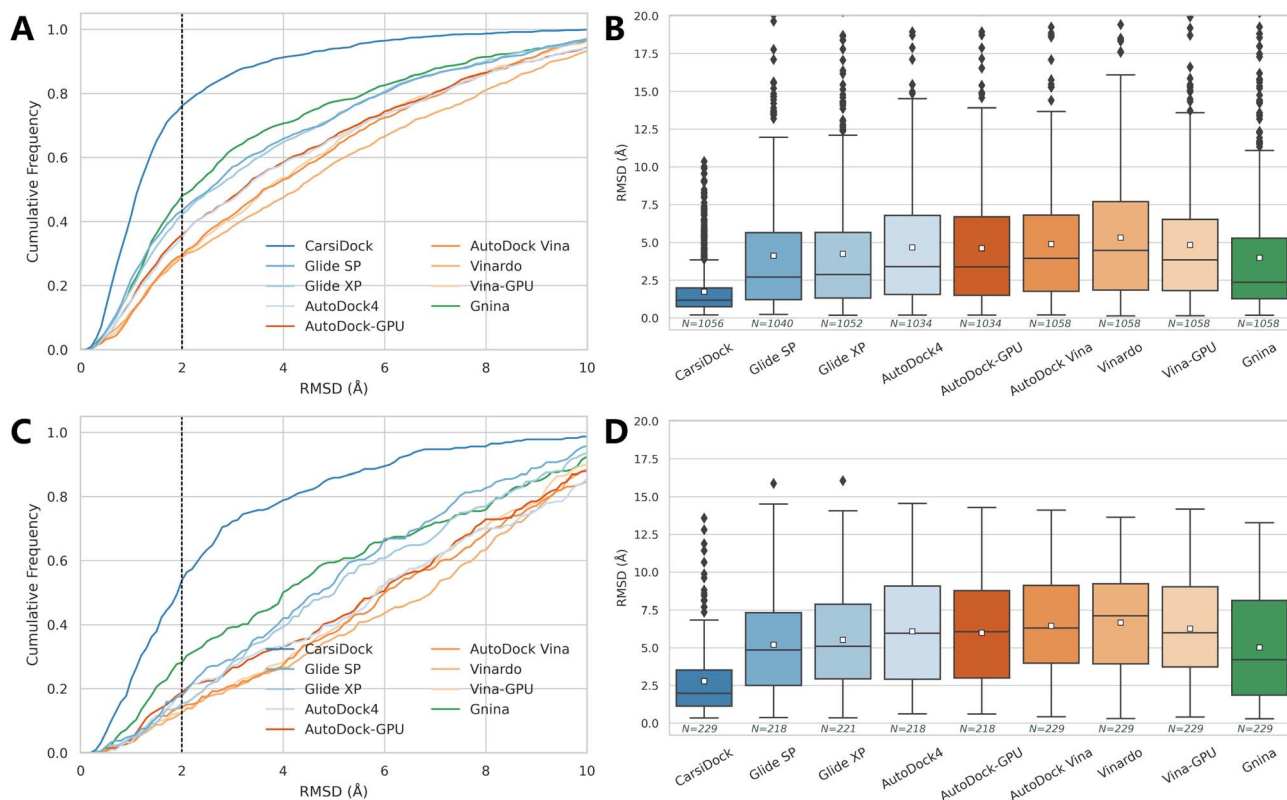 A
Cumulative Frequency
1.0
0.8
0.6
0.4
0.2
0.0
CarsiDock
Glide SP
Glide XP
AutoDock4
AutoDock-GPU
AutoDock Vina
Vinardo
Vina-GPU
Gnina
0 2 4 6 8 10
RMSD (Å)
B
RMSD (Å)
20.0
17.5
15.0
12.5
10.0
7.5
5.0
2.5
0.0
N=1056 N=1040 N=1052 N=1034 N=1034 N=1058 N=1058 N=1058 N=1058
CarsiDock Glide SP Glide XP AutoDock4 AutoDock-GPU AutoDock Vina Vinardo Vina-GPU Gnina
C
Cumulative Frequency
1.0
0.8
0.6
0.4
0.2
0.0
CarsiDock
Glide SP
Glide XP
AutoDock4
AutoDock-GPU
AutoDock Vina
Vinardo
Vina-GPU
Gnina
0 2 4 6 8 10
RMSD (Å)
D
RMSD (Å)
20.0
17.5
15.0
12.5
10.0
7.5
5.0
2.5
0.0
N=229 N=218 N=221 N=218 N=218 N=229 N=229 N=229 N=229
CarsiDock Glide SP Glide XP AutoDock4 AutoDock-GPU AutoDock Vina Vinardo Vina-GPU Gnina